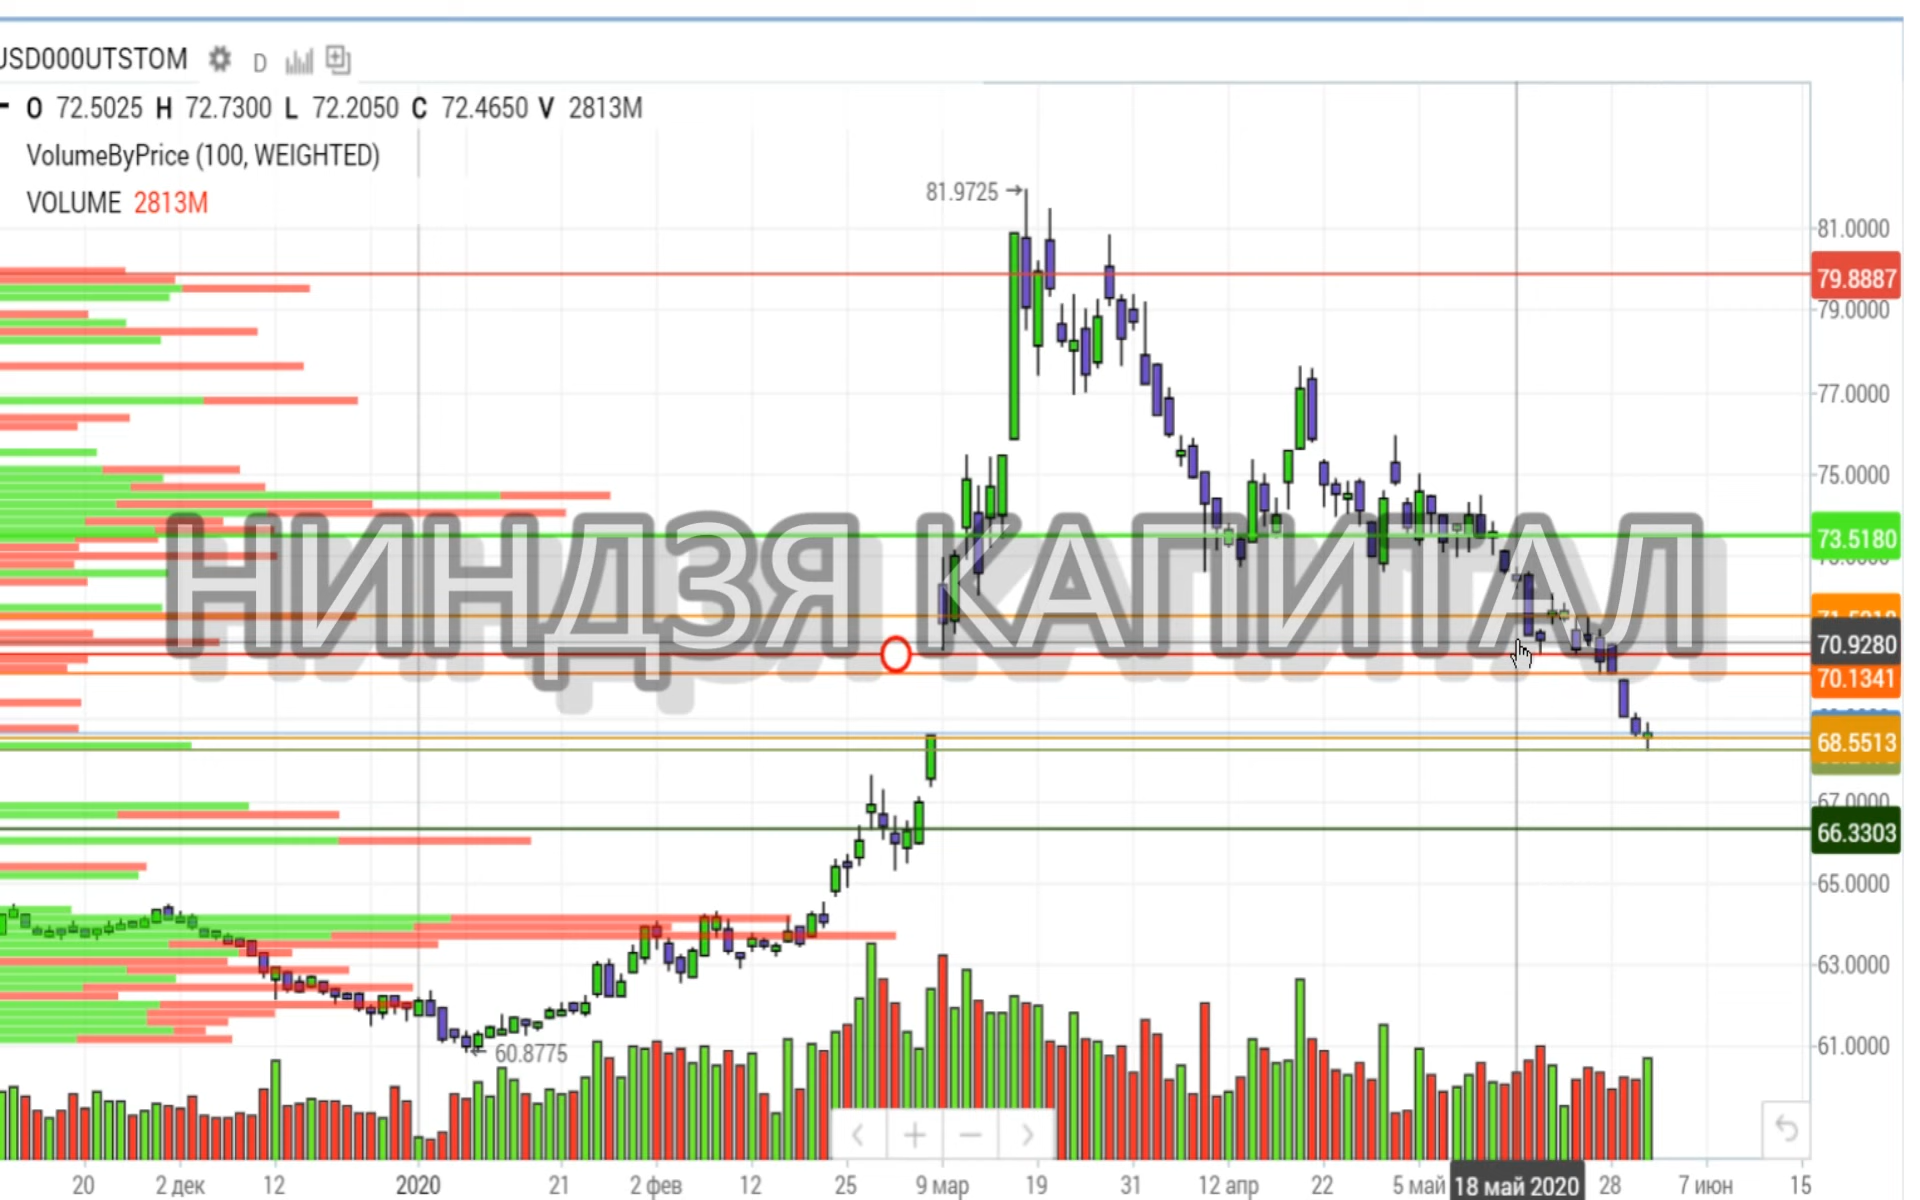 USD000UTSTOM D
O 72.5025 H 72.7300 L 72.2050 C 72.4650 V 2813M
VolumeByPrice (100, WEIGHTED)
VOLUME 2813M
81.9725
81.0000
79.8887
79.0000
77.0000
75.0000
НИНДЗЯ КАПИТАЛ
73.5180
70.9280
70.1341
68.5513
67.0000
66.3303
65.0000
63.0000
60.8775
61.0000
20 2 дек 12 2020 21 2 фев 12 25 9 мар 19 31 12 апр 22 5 май 18 май 2020 28 7 июн 15